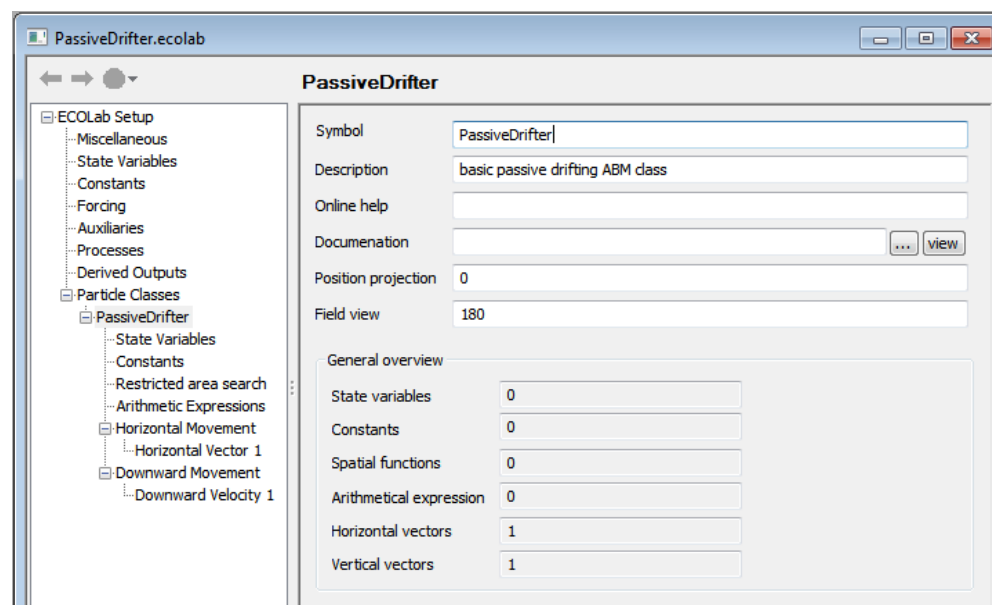 PassiveDrifter.ecolab
PassiveDrifter
ECOLab Setup
Miscellaneous
State Variables
Constants
Forcing
Auxiliaries
Processes
Derived Outputs
Particle Classes
PassiveDrifter
State Variables
Constants
Restricted area search
Arithmetic Expressions
Horizontal Movement
Horizontal Vector 1
Downward Movement
Downward Velocity 1
Symbol PassiveDrifter
Description basic passive drifting ABM class
Online help
Documenation ... view
Position projection 0
Field view 180
General overview
State variables 0
Constants 0
Spatial functions 0
Arithmetical expression 0
Horizontal vectors 1
Vertical vectors 1